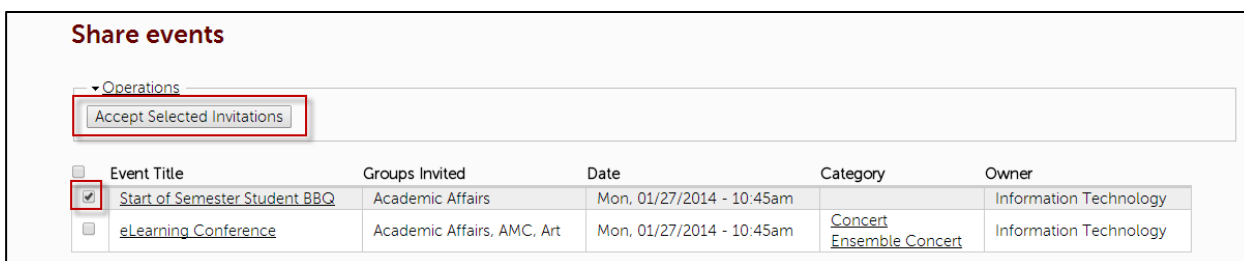 Share events
Operations
Accept Selected Invitations
Event Title Groups Invited Date Category Owner
Start of Semester Student BBQ Academic Affairs Mon, 01/27/2014 - 10:45am Information Technology
eLearning Conference Academic Affairs, AMC, Art Mon, 01/27/2014 - 10:45am Concert Information Technology
Ensemble Concert